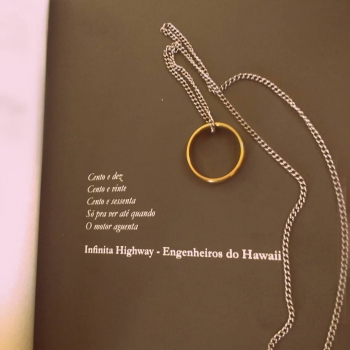 Cento e dez
Cento e vinte
Cento e sessenta
Só pra ver até quando
O motor aguenta
Infinita Highway - Engenheiros do Hawaii